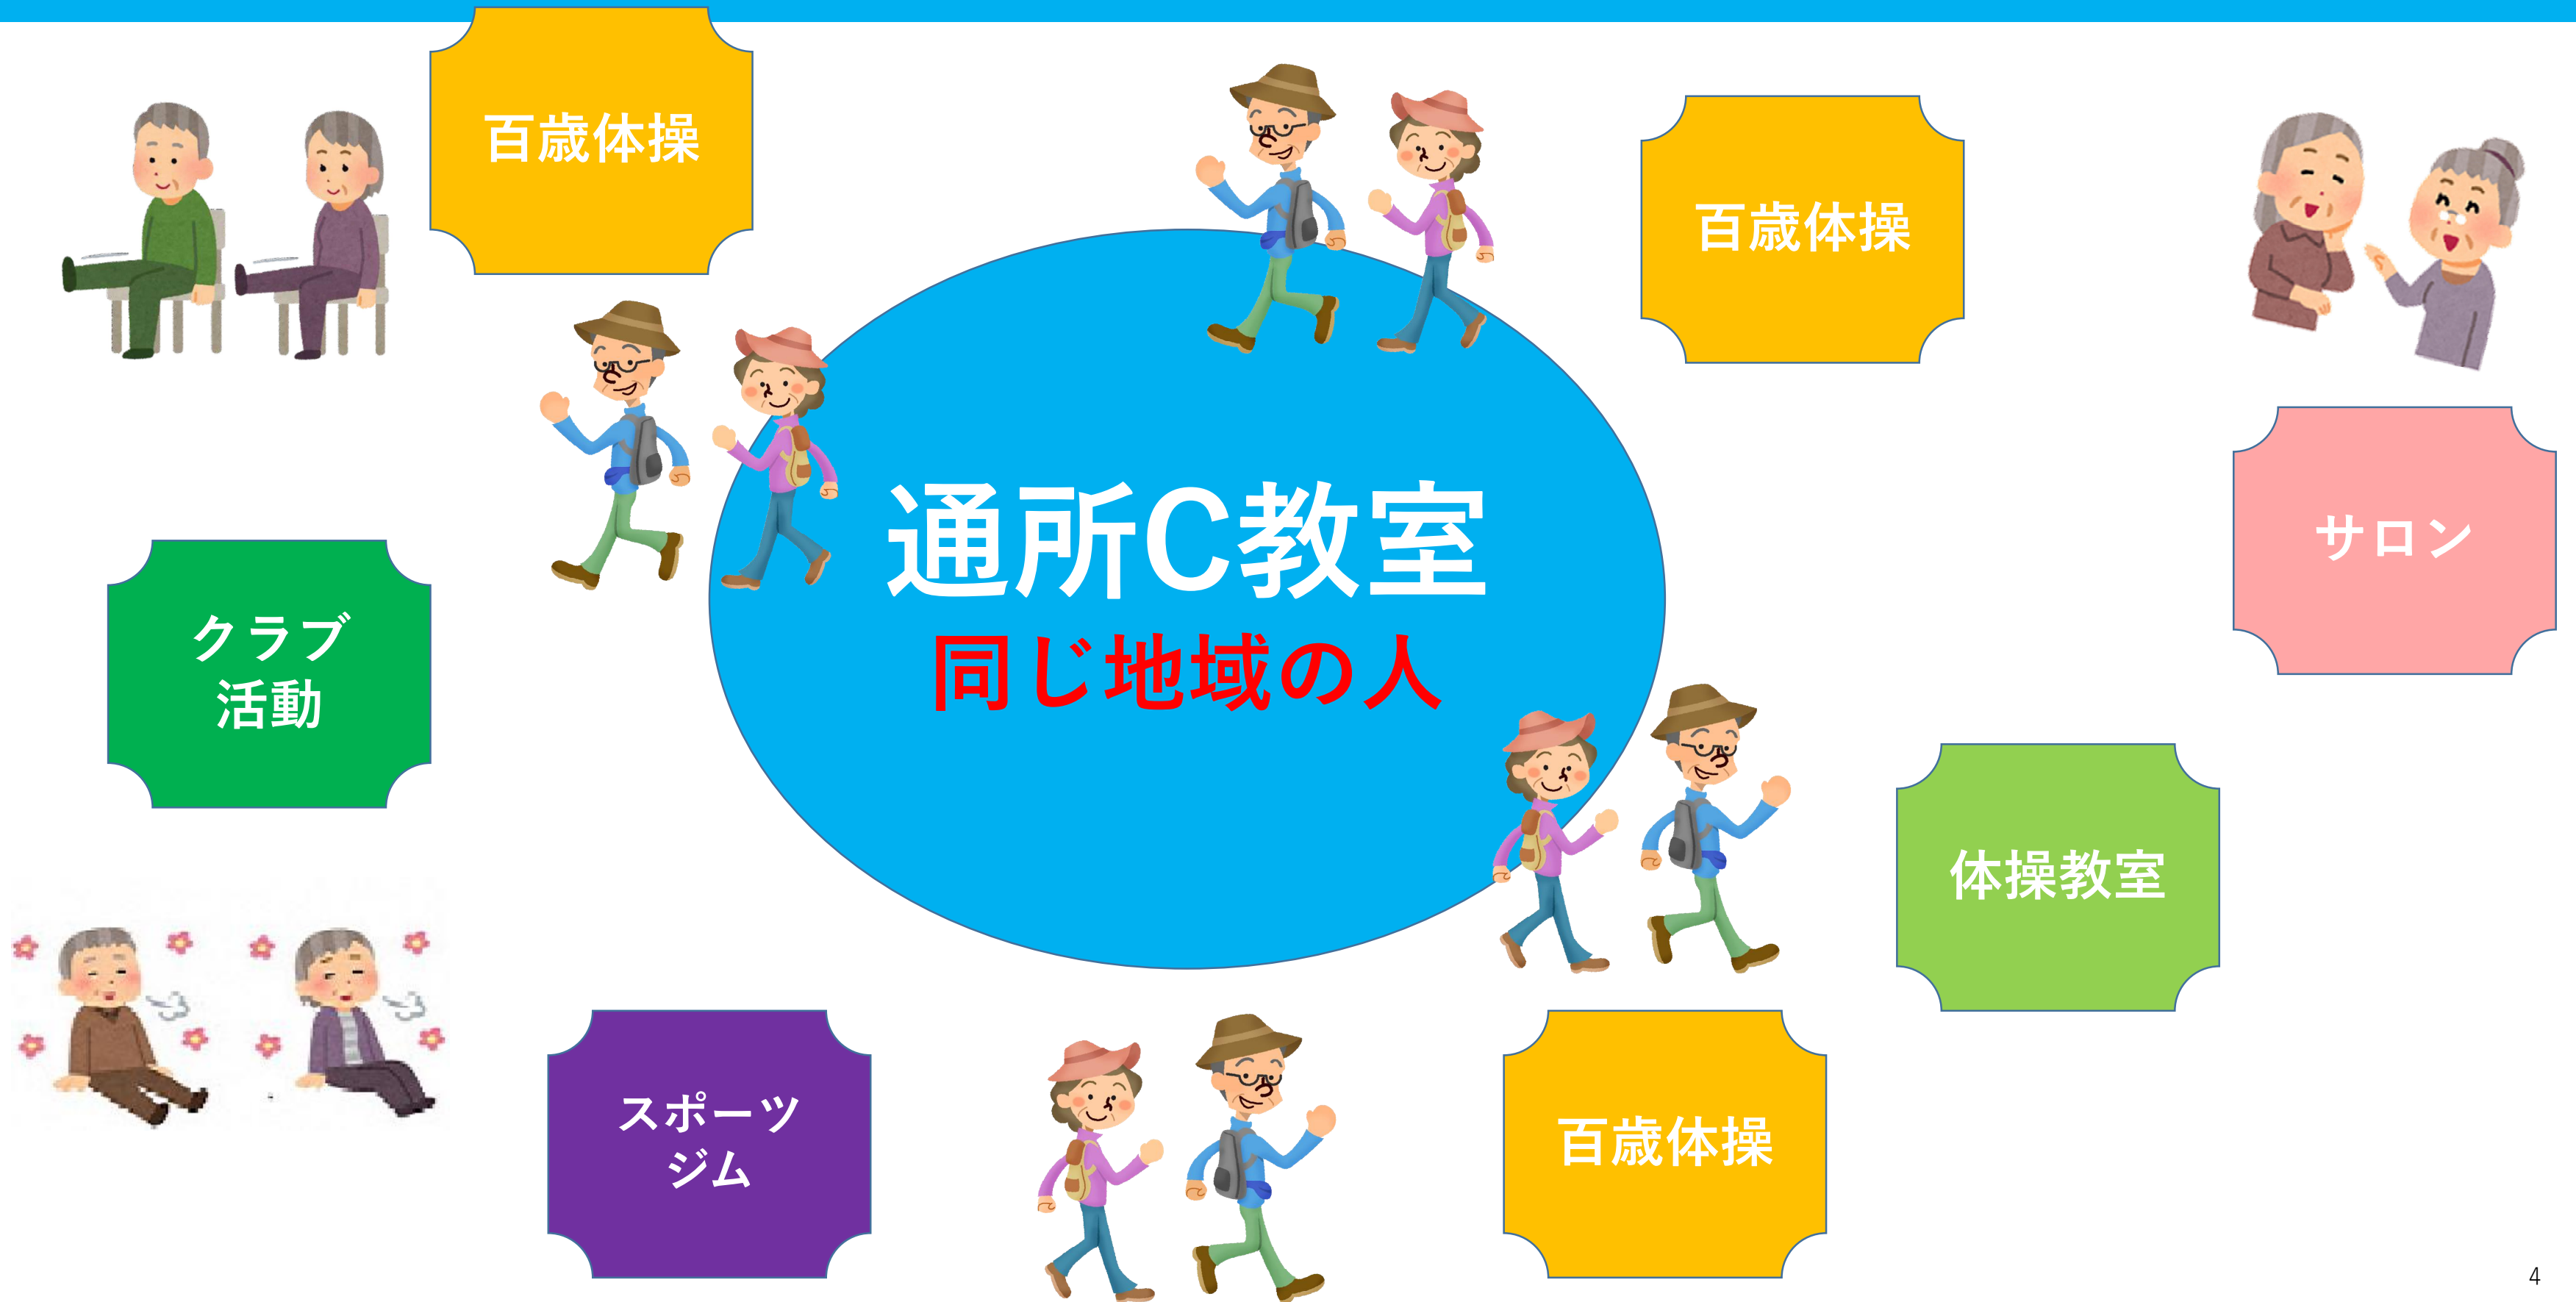 百歳体操
百歳体操
通所C教室
同じ地域の人
サロン
クラブ
活動
体操教室
スポーツ
ジム
百歳体操
4